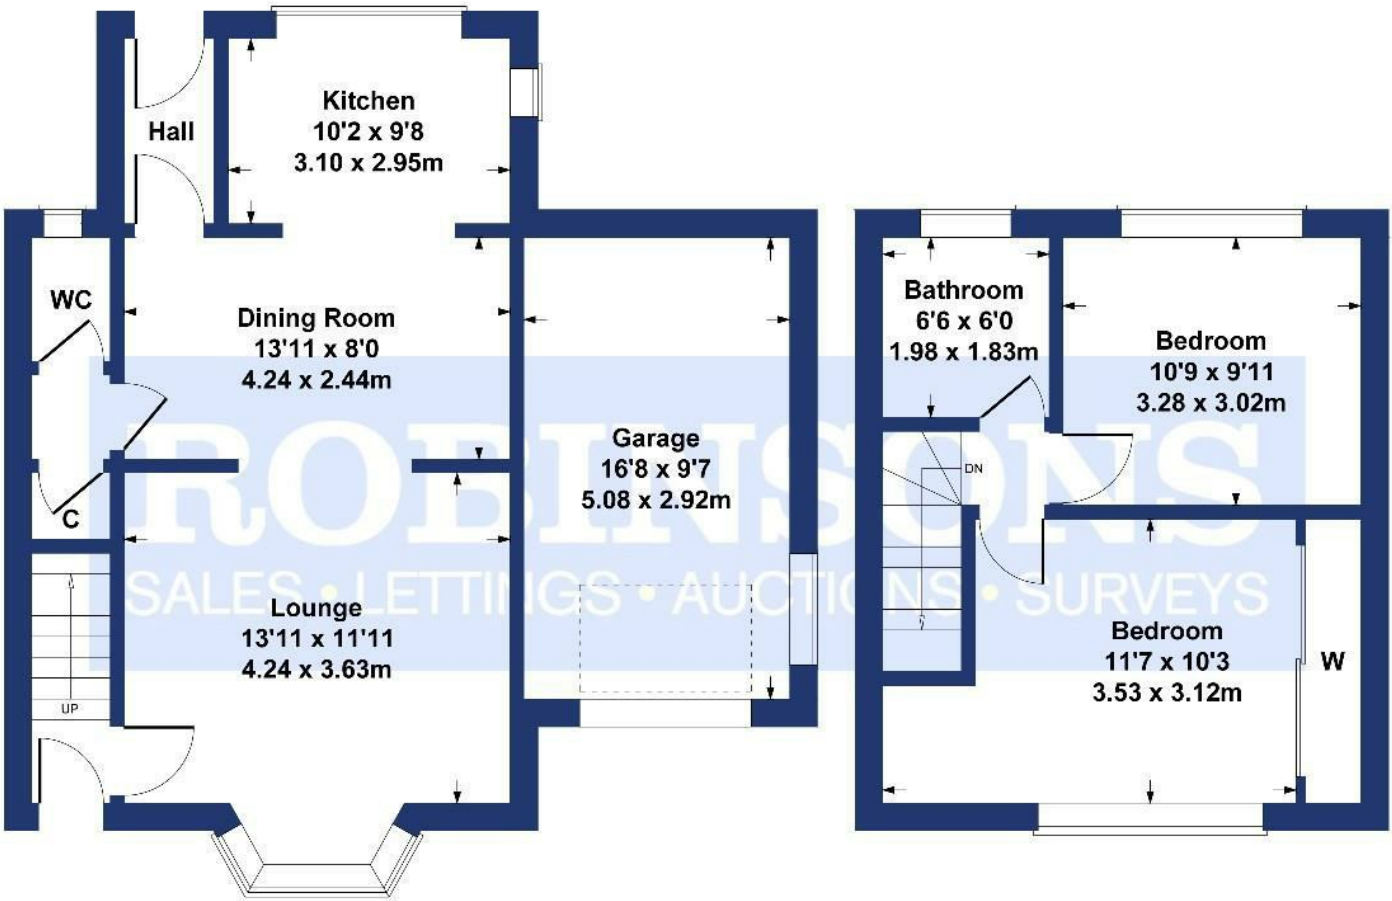 Kitchen
10'2 x 9'8
3.10 x 2.95m
Hall
WC
Dining Room
13'11 x 8'0
4.24 x 2.44m
C
Lounge
13'11 x 11'11
4.24 x 3.63m
UP
Garage
16'8 x 9'7
5.08 x 2.92m
Bathroom
6'6 x 6'0
1.98 x 1.83m
Bedroom
10'9 x 9'11
3.28 x 3.02m
DN
Bedroom
11'7 x 10'3
3.53 x 3.12m
W
ROBINSONS
SALES • LETTINGS • AUCTIONS • SURVEYS